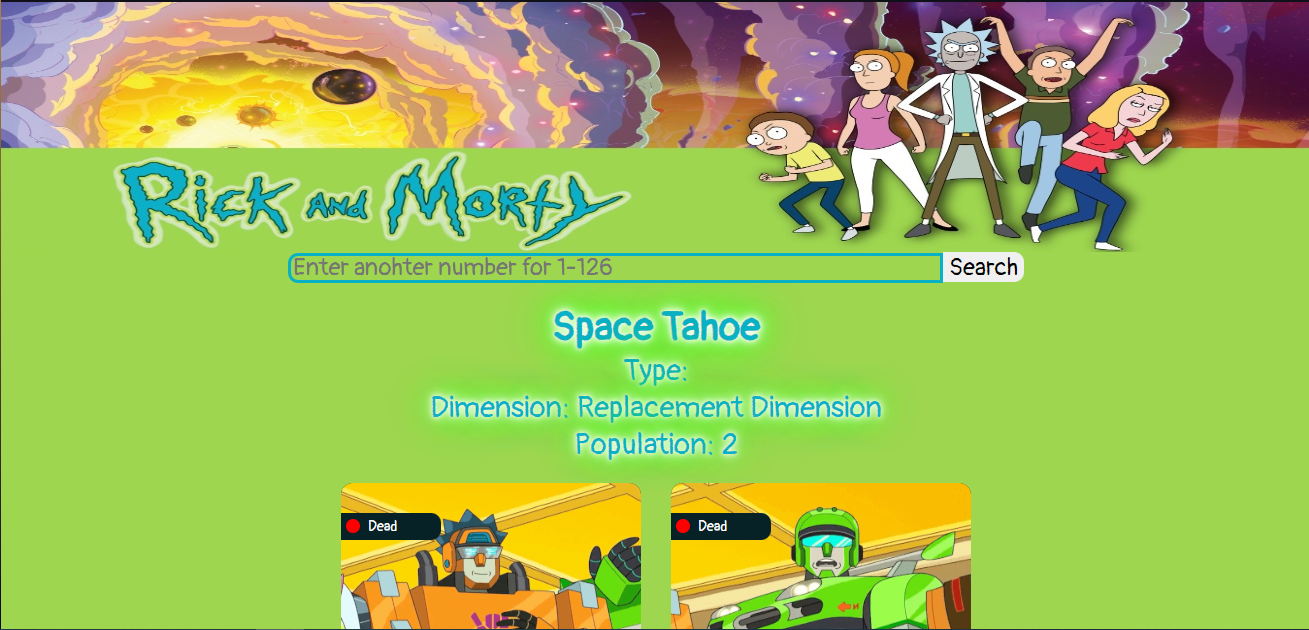 Rick and Morty
Enter anohter number for 1-126 Search
Space Tahoe
Type:
Dimension: Replacement Dimension
Population: 2
Dead Dead